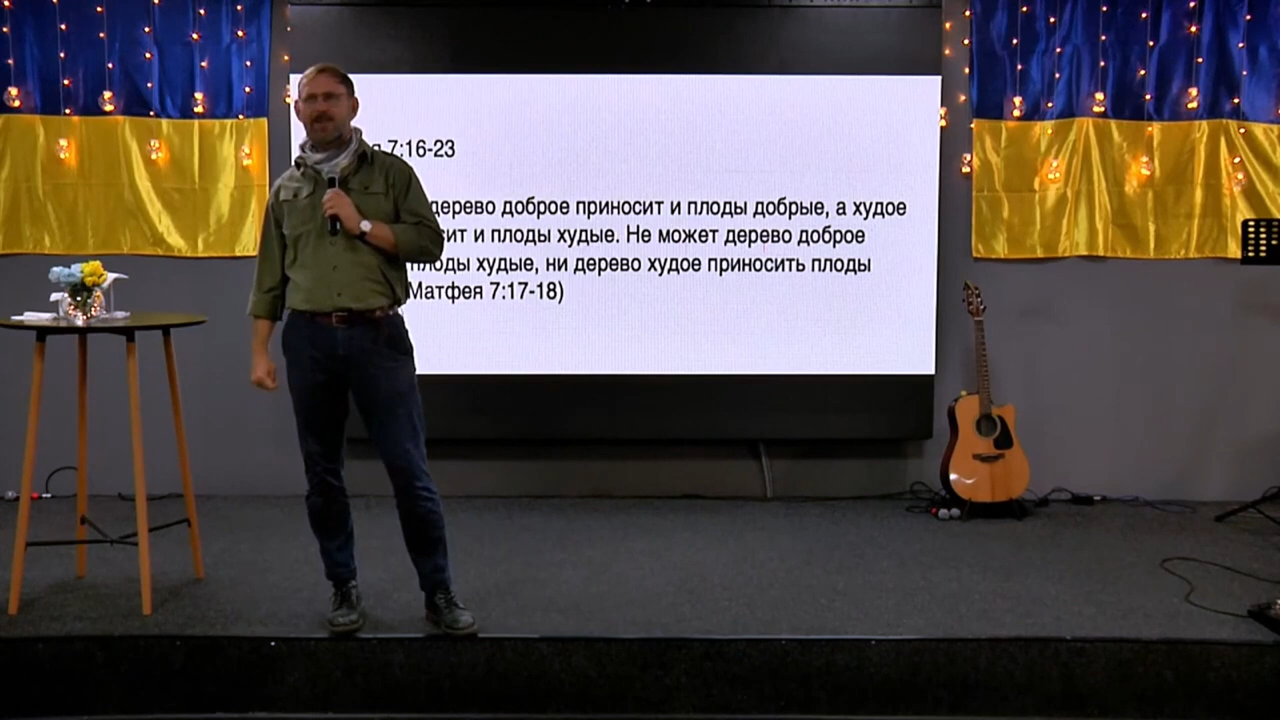 7:16-23
дерево доброе приносит и плоды добрые, а худое
и плоды худые. Не может дерево доброе
плоды худые, ни дерево худое приносить плоды
Матфея 7:17-18)